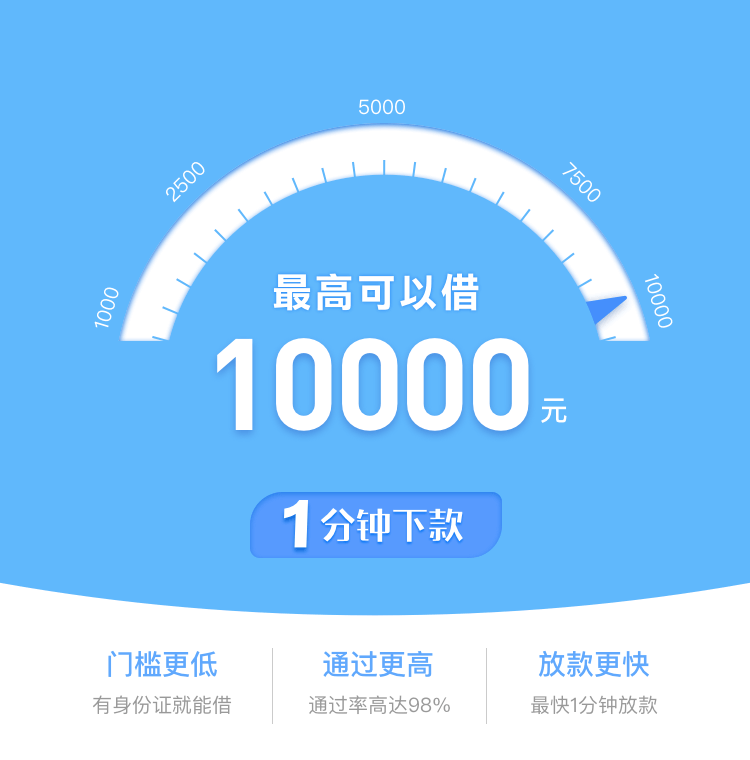 5000
2500
7500
1000
10000
最高可以借
10000元
1分钟下款
门槛更低
通过更高
放款更快
有身份证就能借
通过率高达98%
最快1分钟放款